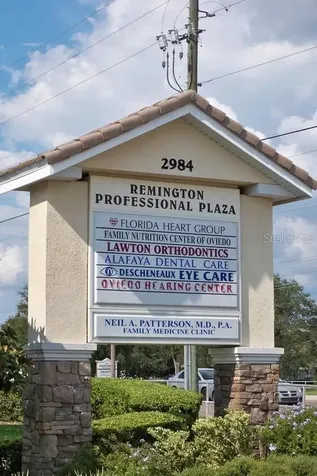 2984
REMINGTON
PROFESSIONAL PLAZA
FLORIDA HEART GROUP
FAMILY NUTRITION CENTER OF OVIEDO
LAWTON ORTHODONTICS
ALAFAYA DENTAL CARE
DESCHENEAUX EYE CARE
OVIEDO HEARING CENTER
NEIL A. PATTERSON, M.D., P.A.
FAMILY MEDICINE CLINIC